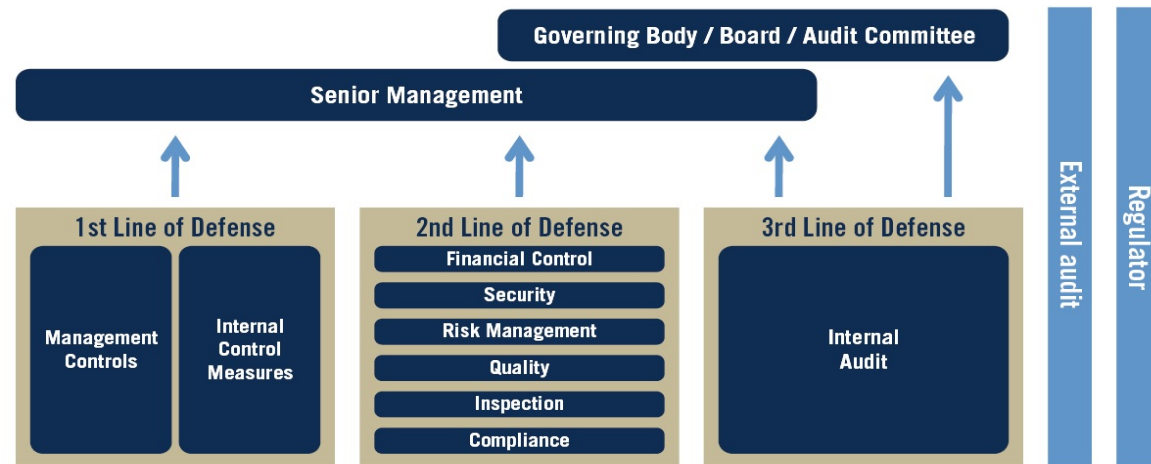 Governing Body / Board / Audit Committee
Senior Management
1st Line of Defense
Management
Controls
Internal
Control
Measures
2nd Line of Defense
Financial Control
Security
Risk Management
Quality
Inspection
Compliance
3rd Line of Defense
Internal
Audit
External audit
Regulator